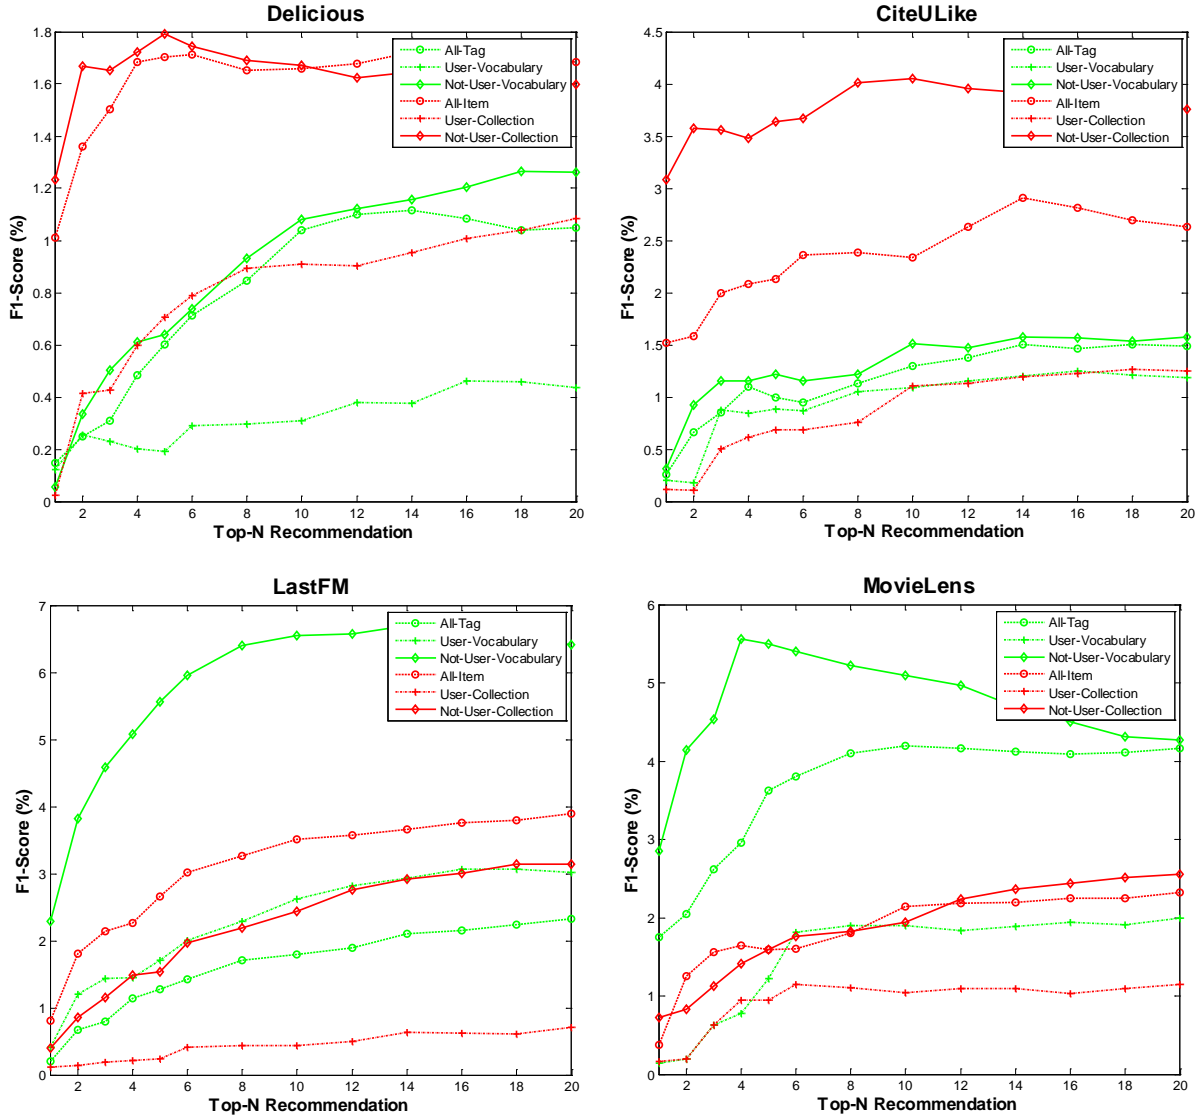 Delicious
1.8
1.6
1.4
1.2
1
0.8
0.6
0.4
0.2
0
F1-Score (%)
All-Tag
User-Vocabulary
Not-User-Vocabulary
All-Item
User-Collection
Not-User-Collection
2 4 6 8 10 12 14 16 18 20
Top-N Recommendation
CiteULike
4.5
4
3.5
3
2.5
2
1.5
1
0.5
0
F1-Score (%)
All-Tag
User-Vocabulary
Not-User-Vocabulary
All-Item
User-Collection
Not-User-Collection
2 4 6 8 10 12 14 16 18 20
Top-N Recommendation
LastFM
7
6
5
4
3
2
1
0
F1-Score (%)
All-Tag
User-Vocabulary
Not-User-Vocabulary
All-Item
User-Collection
Not-User-Collection
2 4 6 8 10 12 14 16 18 20
Top-N Recommendation
MovieLens
6
5
4
3
2
1
0
F1-Score (%)
All-Tag
User-Vocabulary
Not-User-Vocabulary
All-Item
User-Collection
Not-User-Collection
2 4 6 8 10 12 14 16 18 20
Top-N Recommendation